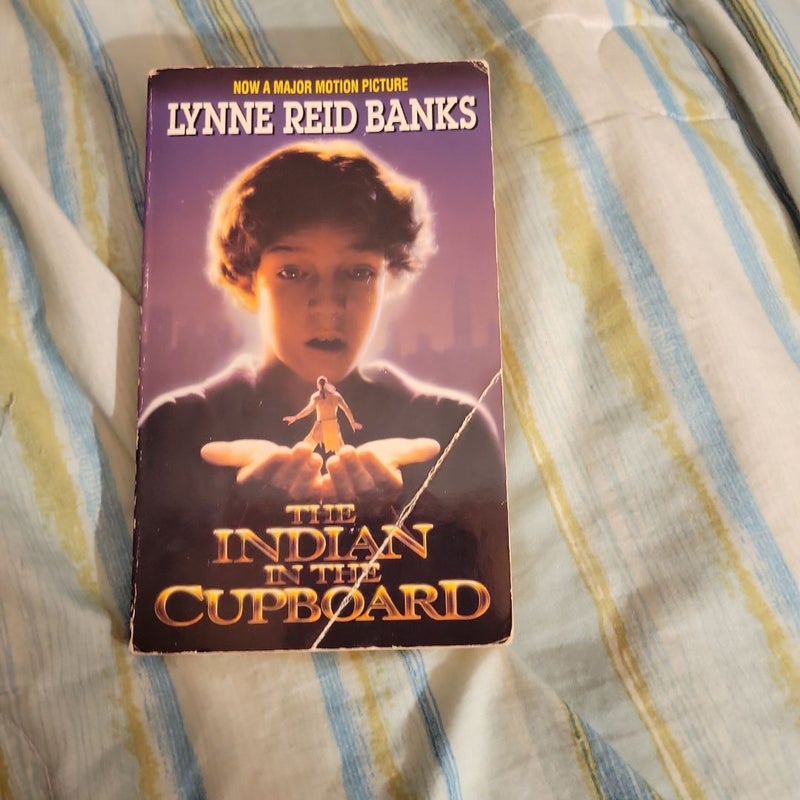 NOW A MAJOR MOTION PICTURE
LYNNE REID BANKS
THE
INDIAN
IN THE
CUPBOARD